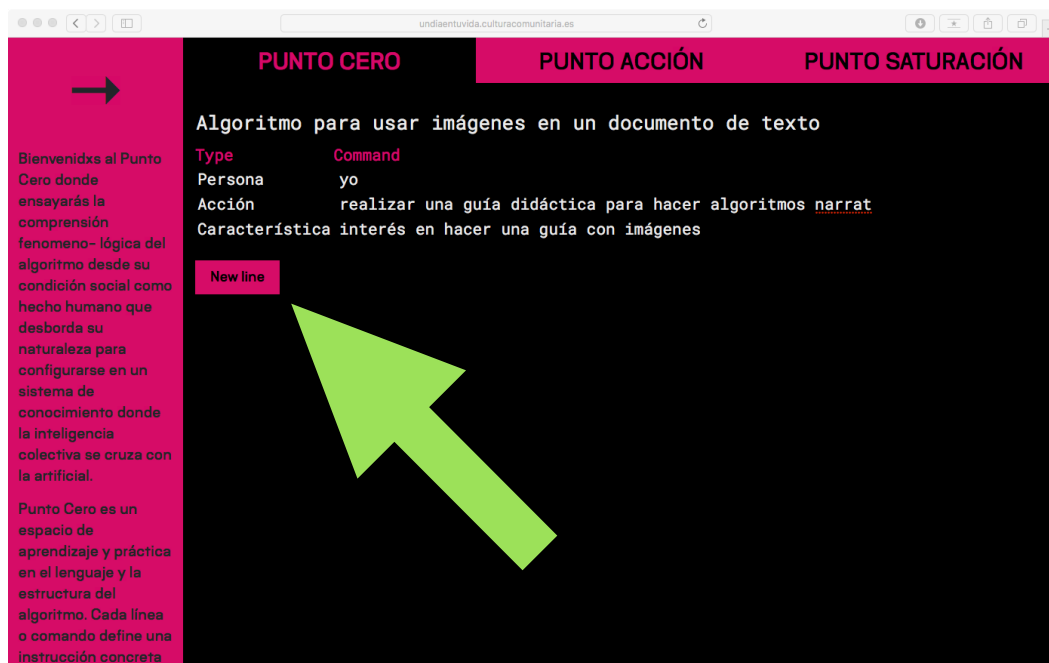 undiaentuvida.culturacomunitaria.es
PUNTO CERO
PUNTO ACCIÓN
PUNTO SATURACIÓN
Bienvenidxs al Punto
Cero donde
ensayarás la
comprensión
fenomeno- lógica del
algoritmo desde su
condición social como
hecho humano que
desborda su
naturaleza para
configurarse en un
sistema de
conocimiento donde
la inteligencia
colectiva se cruza con
la artificial.
Punto Cero es un
espacio de
aprendizaje y práctica
en el lenguaje y la
estructura del
algoritmo. Cada línea
o comando define una
instrucción concreta
Algoritmo para usar imágenes en un documento de texto
Type Command
Persona yo
Acción realizar una guía didáctica para hacer algoritmos narrat
Característica interés en hacer una guía con imágenes
New line